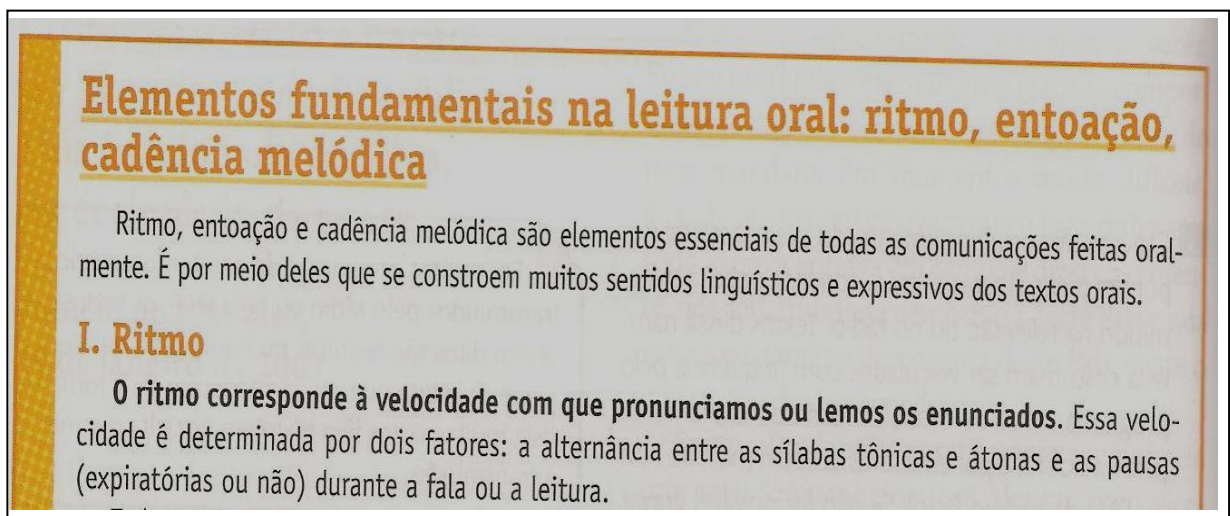 Elementos fundamentais na leitura oral: ritmo, entoação,
cadência melódica
Ritmo, entoação e cadência melódica são elementos essenciais de todas as comunicações feitas oral-
mente. É por meio deles que se constroem muitos sentidos linguísticos e expressivos dos textos orais.
I. Ritmo
O ritmo corresponde à velocidade com que pronunciamos ou lemos os enunciados. Essa velo-
cidade é determinada por dois fatores: a alternância entre as sílabas tônicas e átonas e as pausas
(expiratórias ou não) durante a fala ou a leitura.